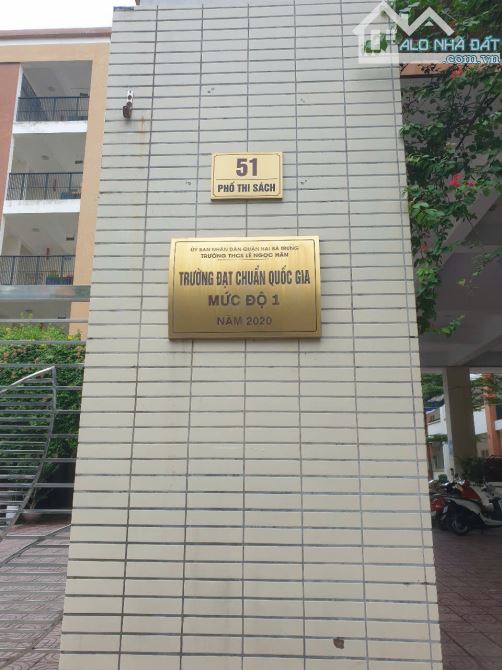 ALO NHÀ ĐẤT
.com.vn
51
PHỐ THI SÁCH
ỦY BAN NHÂN DÂN QUẬN HAI BÀ TRƯNG
TRƯỜNG THCS LÊ NGỌC HÂN
TRƯỜNG ĐẠT CHUẨN QUỐC GIA
MỨC ĐỘ 1
NĂM 2020